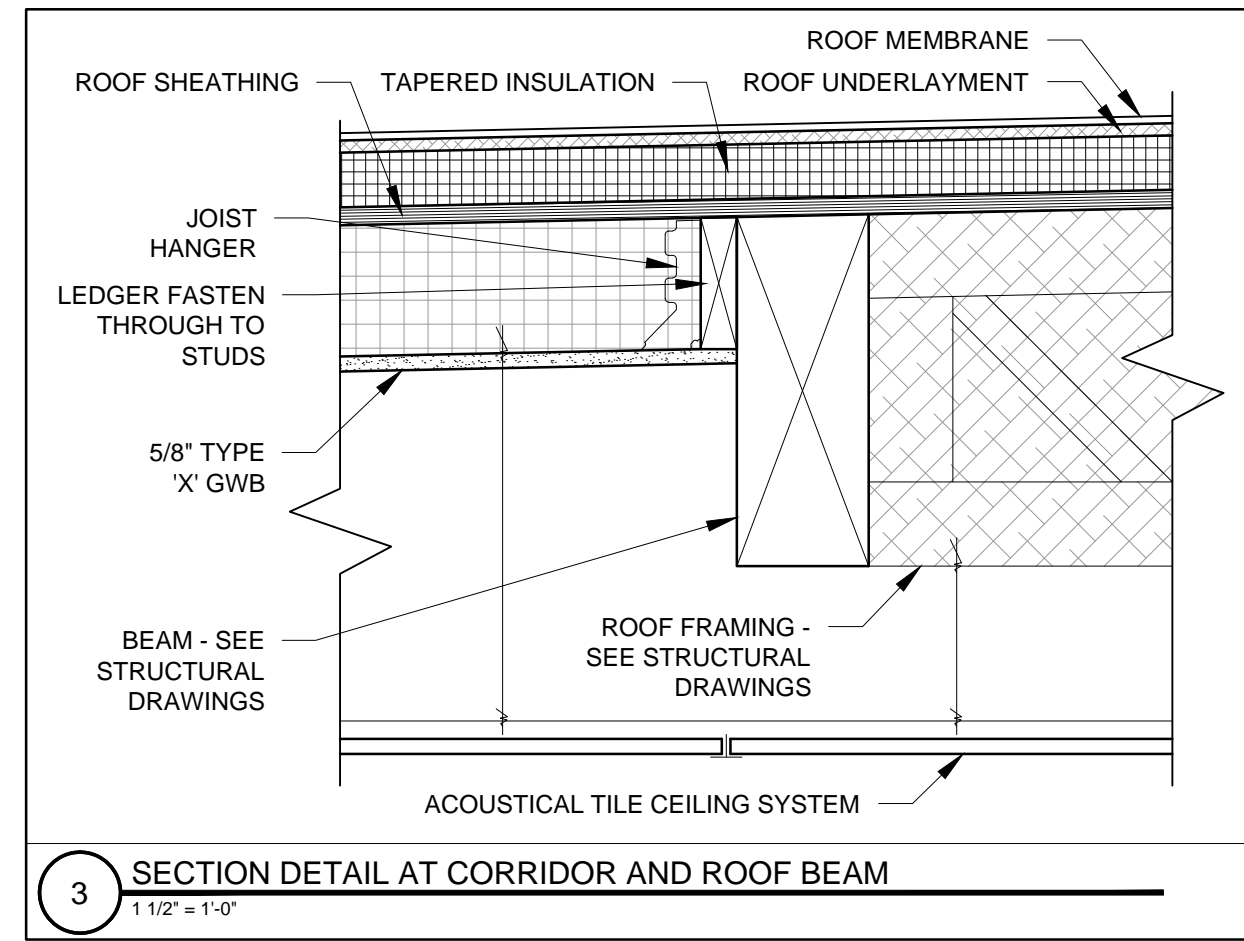 ROOF MEMBRANE
ROOF SHEATHING
TAPERED INSULATION
ROOF UNDERLAYMENT
JOIST
HANGER
LEDGER FASTEN
THROUGH TO
STUDS
5/8" TYPE
'X' GWB
BEAM - SEE
STRUCTURAL
DRAWINGS
ROOF FRAMING -
SEE STRUCTURAL
DRAWINGS
ACOUSTICAL TILE CEILING SYSTEM
3
SECTION DETAIL AT CORRIDOR AND ROOF BEAM
1 1/2" = 1'-0"